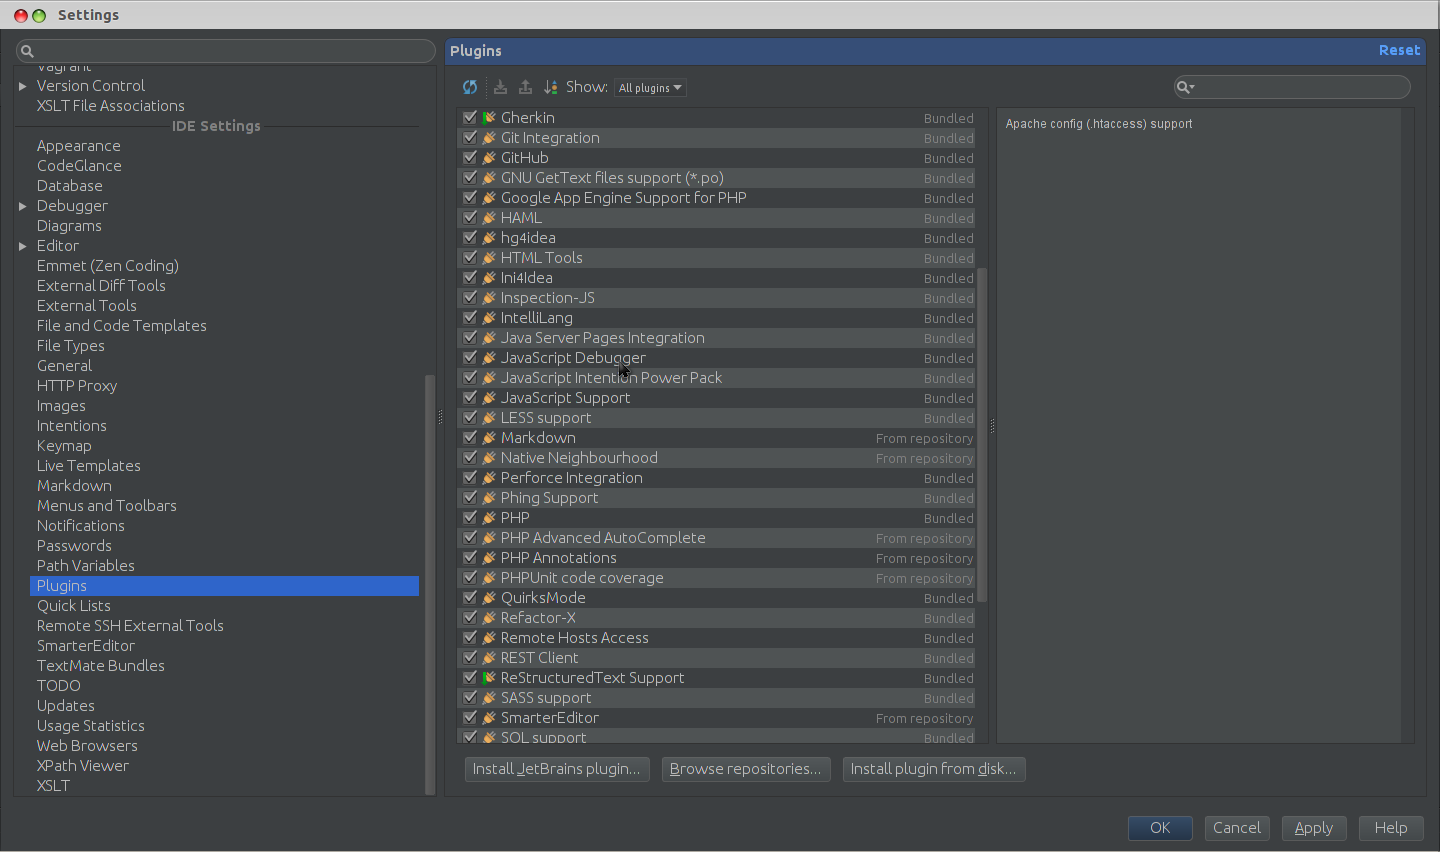 Settings
Vagrant
Version Control
XSLT File Associations
IDE Settings
Appearance
CodeGlance
Database
Debugger
Diagrams
Editor
Emmet (Zen Coding)
External Diff Tools
External Tools
File and Code Templates
File Types
General
HTTP Proxy
Images
Intentions
Keymap
Live Templates
Markdown
Menus and Toolbars
Notifications
Passwords
Path Variables
Plugins
Quick Lists
Remote SSH External Tools
SmarterEditor
TextMate Bundles
TODO
Updates
Usage Statistics
Web Browsers
XPath Viewer
XSLT
Plugins Reset
Show: All plugins
Gherkin Bundled
Git Integration Bundled
GitHub Bundled
GNU GetText files support (*.po) Bundled
Google App Engine Support for PHP Bundled
HAML Bundled
hg4idea Bundled
HTML Tools Bundled
Ini4Idea Bundled
Inspection-JS Bundled
IntelliLang Bundled
Java Server Pages Integration Bundled
JavaScript Debugger Bundled
JavaScript Intention Power Pack Bundled
JavaScript Support Bundled
LESS support Bundled
Markdown From repository
Native Neighbourhood From repository
Perforce Integration Bundled
Phing Support Bundled
PHP Bundled
PHP Advanced AutoComplete From repository
PHP Annotations From repository
PHPUnit code coverage From repository
QuirksMode Bundled
Refactor-X Bundled
Remote Hosts Access Bundled
REST Client Bundled
ReStructuredText Support Bundled
SASS support Bundled
SmarterEditor From repository
SQL support Bundled
Apache config (.htaccess) support
Install JetBrains plugin... Browse repositories... Install plugin from disk...
OK Cancel Apply Help